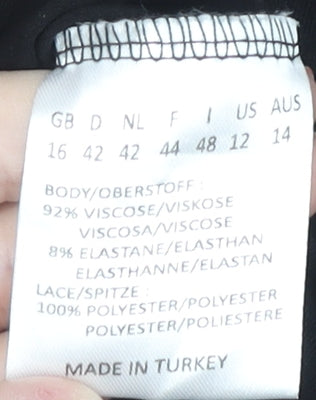 GB D NL F I US AUS
16 42 42 44 48 12 14
BODY/OBERSTOFF :
92% VISCOSE/VISKOSE
VISCOSA/VISCOSE
8% ELASTANE/ELASTHAN
ELASTHANNE/ELASTAN
LACE/SPITZE :
100% POLYESTER/POLYESTER
POLYESTER/POLIESTERE
MADE IN TURKEY